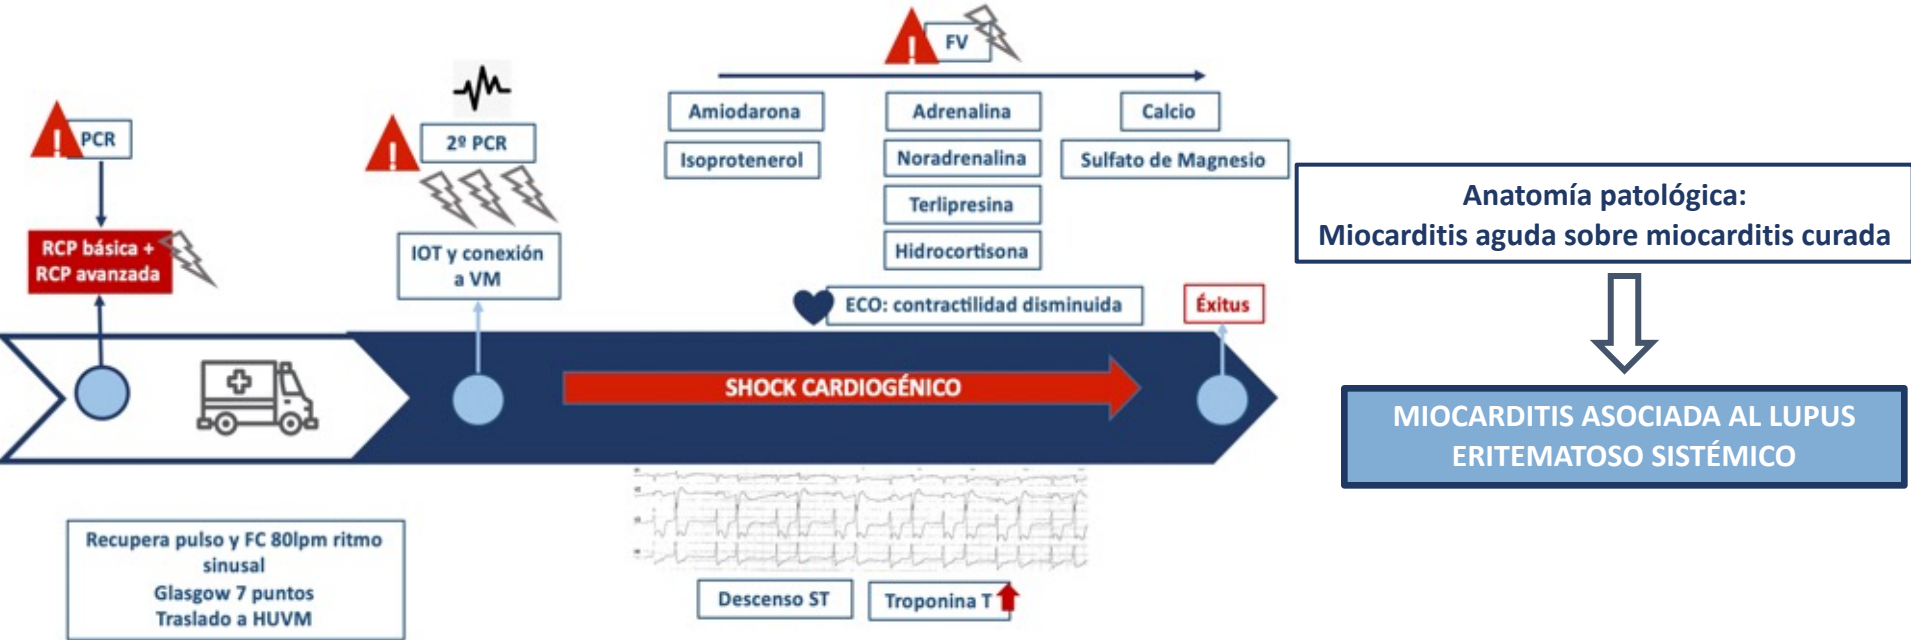 PCR
RCP básica +
RCP avanzada
Recupera pulso y FC 80lpm ritmo
sinusal
Glasgow 7 puntos
Traslado a HUVM
2º PCR
IOT y conexión
a VM
FV
Amiodarona
Isoprotenerol
Adrenalina
Noradrenalina
Terlipresina
Hidrocortisona
Calcio
Sulfato de Magnesio
ECO: contractilidad disminuida
Éxitus
SHOCK CARDIOGÉNICO
Descenso ST
Troponina T
Anatomía patológica:
Miocarditis aguda sobre miocarditis curada
MIOCARDITIS ASOCIADA AL LUPUS
ERITEMATOSO SISTÉMICO